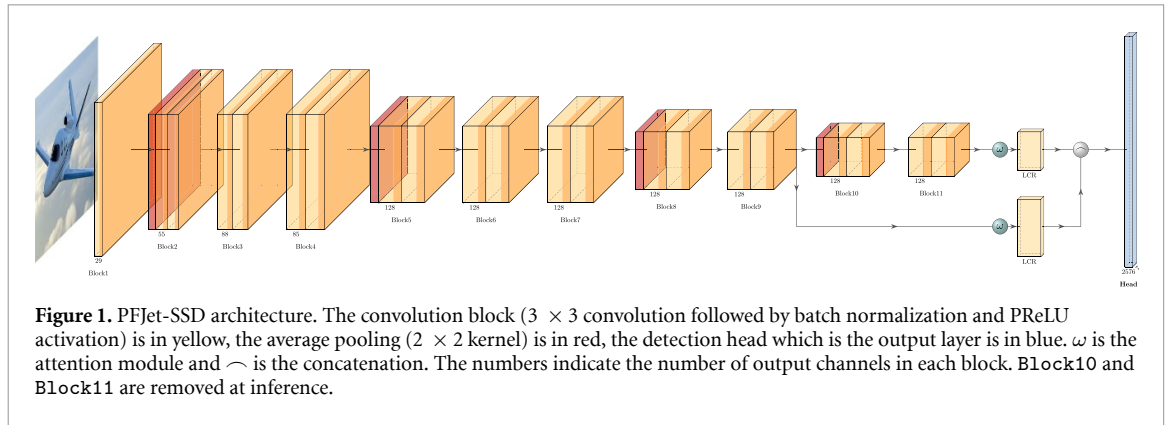 29
Block1
55
Block2
88
Block3
85
Block4
128
Block5
128
Block6
128
Block7
128
Block8
128
Block9
128
Block10
128
Block11
ω
LCR
ω
LCR
2576
Head
Figure 1. PFJet-SSD architecture. The convolution block (3 × 3 convolution followed by batch normalization and PReLU
activation) is in yellow, the average pooling (2 × 2 kernel) is in red, the detection head which is the output layer is in blue. ω is the
attention module and ⌢ is the concatenation. The numbers indicate the number of output channels in each block. Block10 and
Block11 are removed at inference.